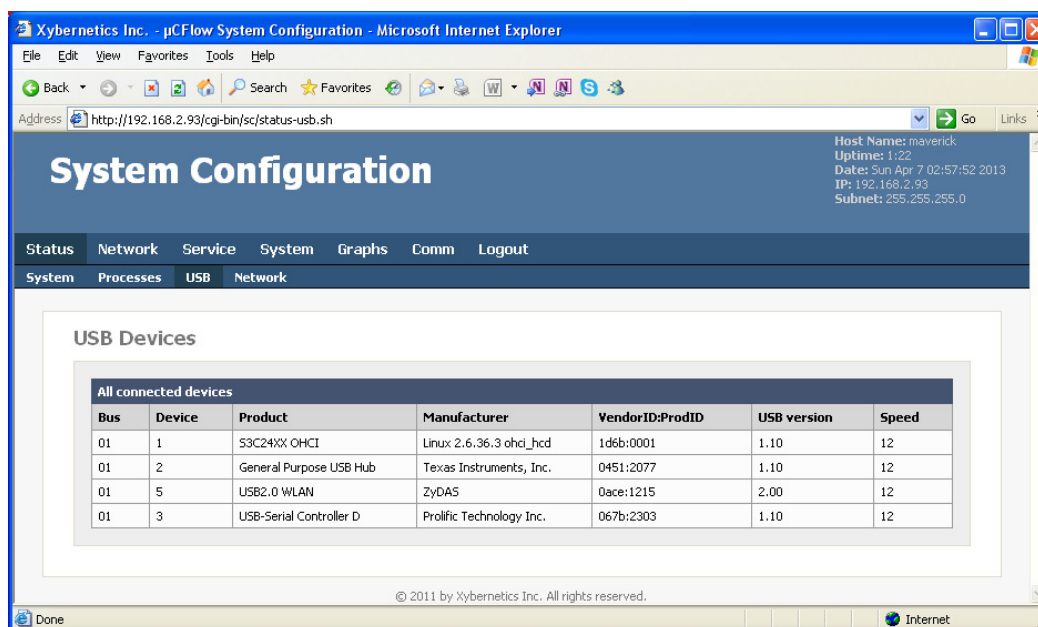 Xybernetics Inc. - µCFlow System Configuration - Microsoft Internet Explorer
File Edit View Favorites Tools Help
Back Search Favorites W N N S
Address http://192.168.2.93/cgi-bin/sc/status-usb.sh Go Links
Host Name: maverick
Uptime: 1:22
Date: Sun Apr 7 02:57:52 2013
IP: 192.168.2.93
Subnet: 255.255.255.0
System Configuration
Status Network Service System Graphs Comm Logout
System Processes USB Network
USB Devices
All connected devices
Bus Device Product Manufacturer VendorID:ProdID USB version Speed
01 1 S3C24XX OHCI Linux 2.6.36.3 ohci_hcd 1d6b:0001 1.10 12
01 2 General Purpose USB Hub Texas Instruments, Inc. 0451:2077 1.10 12
01 5 USB2.0 WLAN ZyDAS 0ace:1215 2.00 12
01 3 USB-Serial Controller D Prolific Technology Inc. 067b:2303 1.10 12
© 2011 by Xybernetics Inc. All rights reserved.
Done Internet